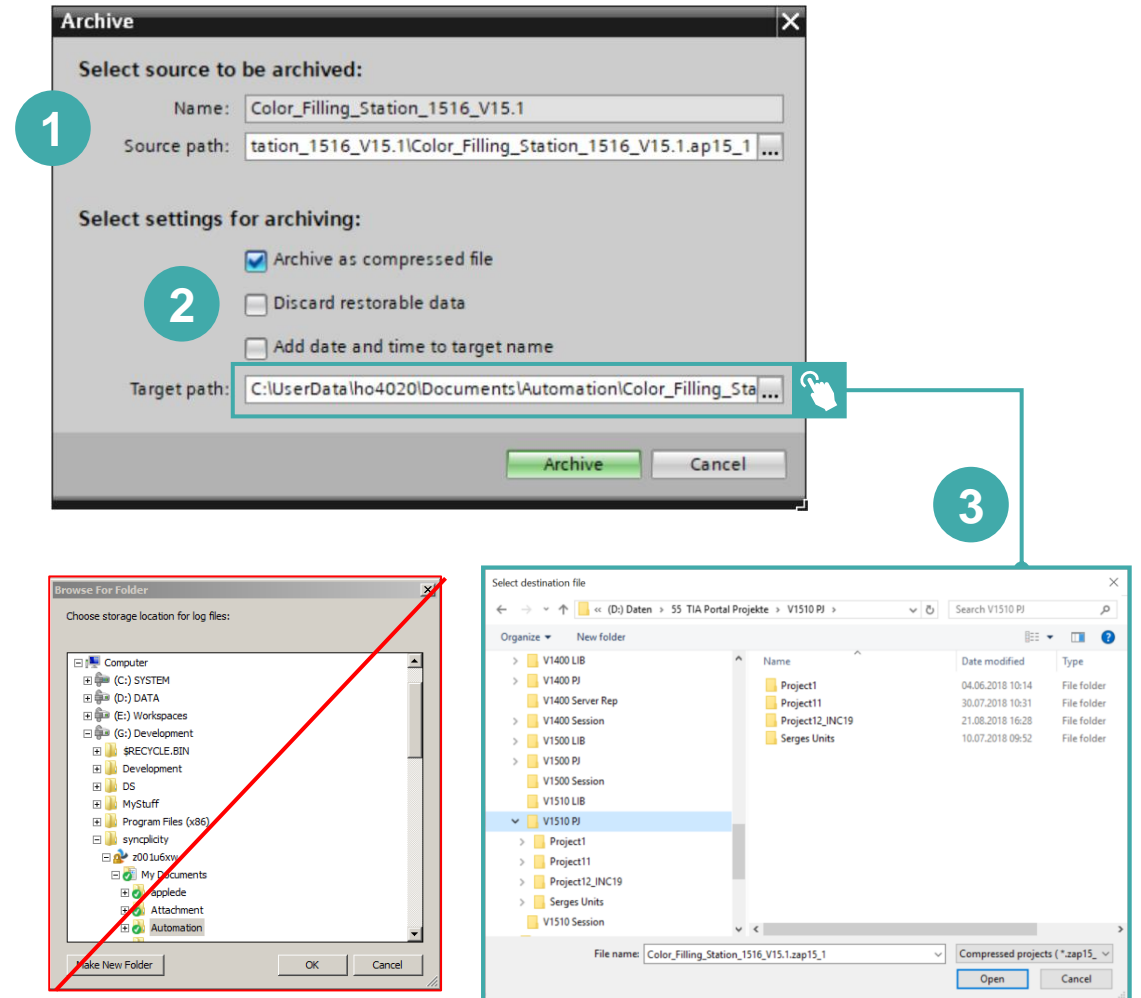 Archive
Select source to be archived:
1
Name: Color_Filling_Station_1516_V15.1
Source path: tation_1516_V15.1\Color_Filling_Station_1516_V15.1.ap15_1 ...
Select settings for archiving:
Archive as compressed file
2
Discard restorable data
Add date and time to target name
Target path: C:\UserData\ho4020\Documents\Automation\Color_Filling_Sta ...
Archive Cancel
3
Browse For Folder
Choose storage location for log files:
Computer
(C:) SYSTEM
(D:) DATA
(E:) Workspaces
(G:) Development
$RECYCLE.BIN
Development
DS
MyStuff
Program Files (x86)
syncplicity
z001u6xw
My Documents
applede
Attachment
Automation
Make New Folder OK Cancel
Select destination file
« (D:) Daten > 55 TIA Portal Projekte > V1510 PJ > Search V1510 PJ
Organize New folder ?
V1400 LIB
V1400 PJ
V1400 Server Rep
V1400 Session
V1500 LIB
V1500 PJ
V1500 Session
V1510 LIB
V1510 PJ
Project1
Project11
Project12_INC19
Serges Units
V1510 Session
Name Date modified Type
Project1 04.06.2018 10:14 File folder
Project11 30.07.2018 10:31 File folder
Project12_INC19 21.08.2018 16:28 File folder
Serges Units 10.07.2018 09:52 File folder
File name: Color_Filling_Station_1516_V15.1.zap15_1 Compressed projects ( *.zap15_
Open Cancel